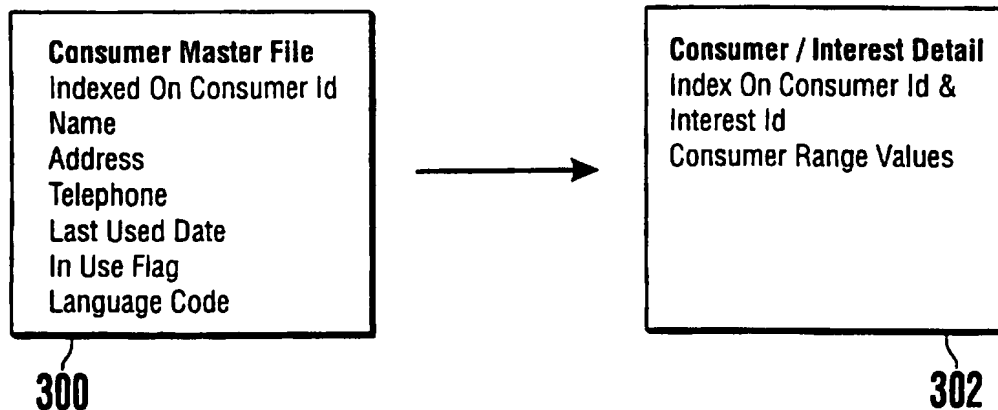 Consumer Master File
Indexed On Consumer Id
Name
Address
Telephone
Last Used Date
In Use Flag
Language Code
300
Consumer / Interest Detail
Index On Consumer Id &
Interest Id
Consumer Range Values
302